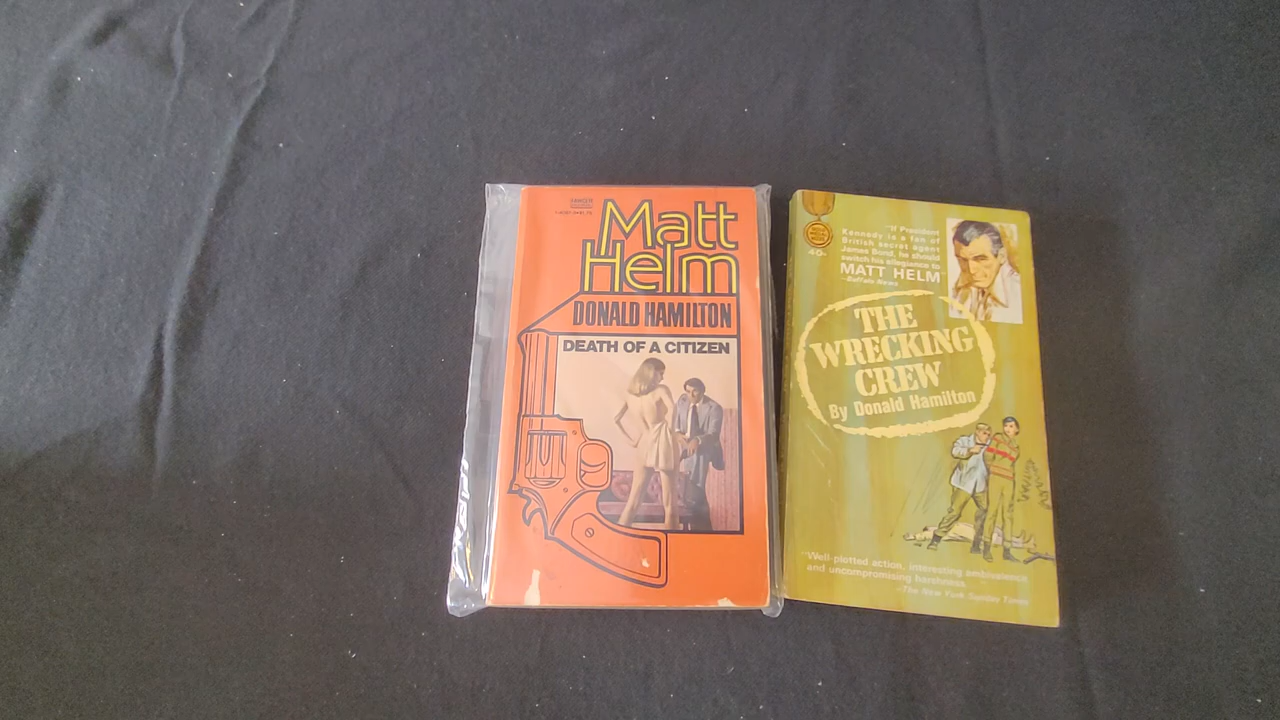 FAWCETT
Matt
Helm
DONALD HAMILTON
DEATH OF A CITIZEN
40¢
"If President
Kennedy is a fan of
British secret agent
James Bond, he should
switch his allegiance to
MATT HELM"
—Buffalo News
THE
WRECKING
CREW
By Donald Hamilton
"Well-plotted action, interesting ambivalence
and uncompromising harshness
—The New York Sunday Times